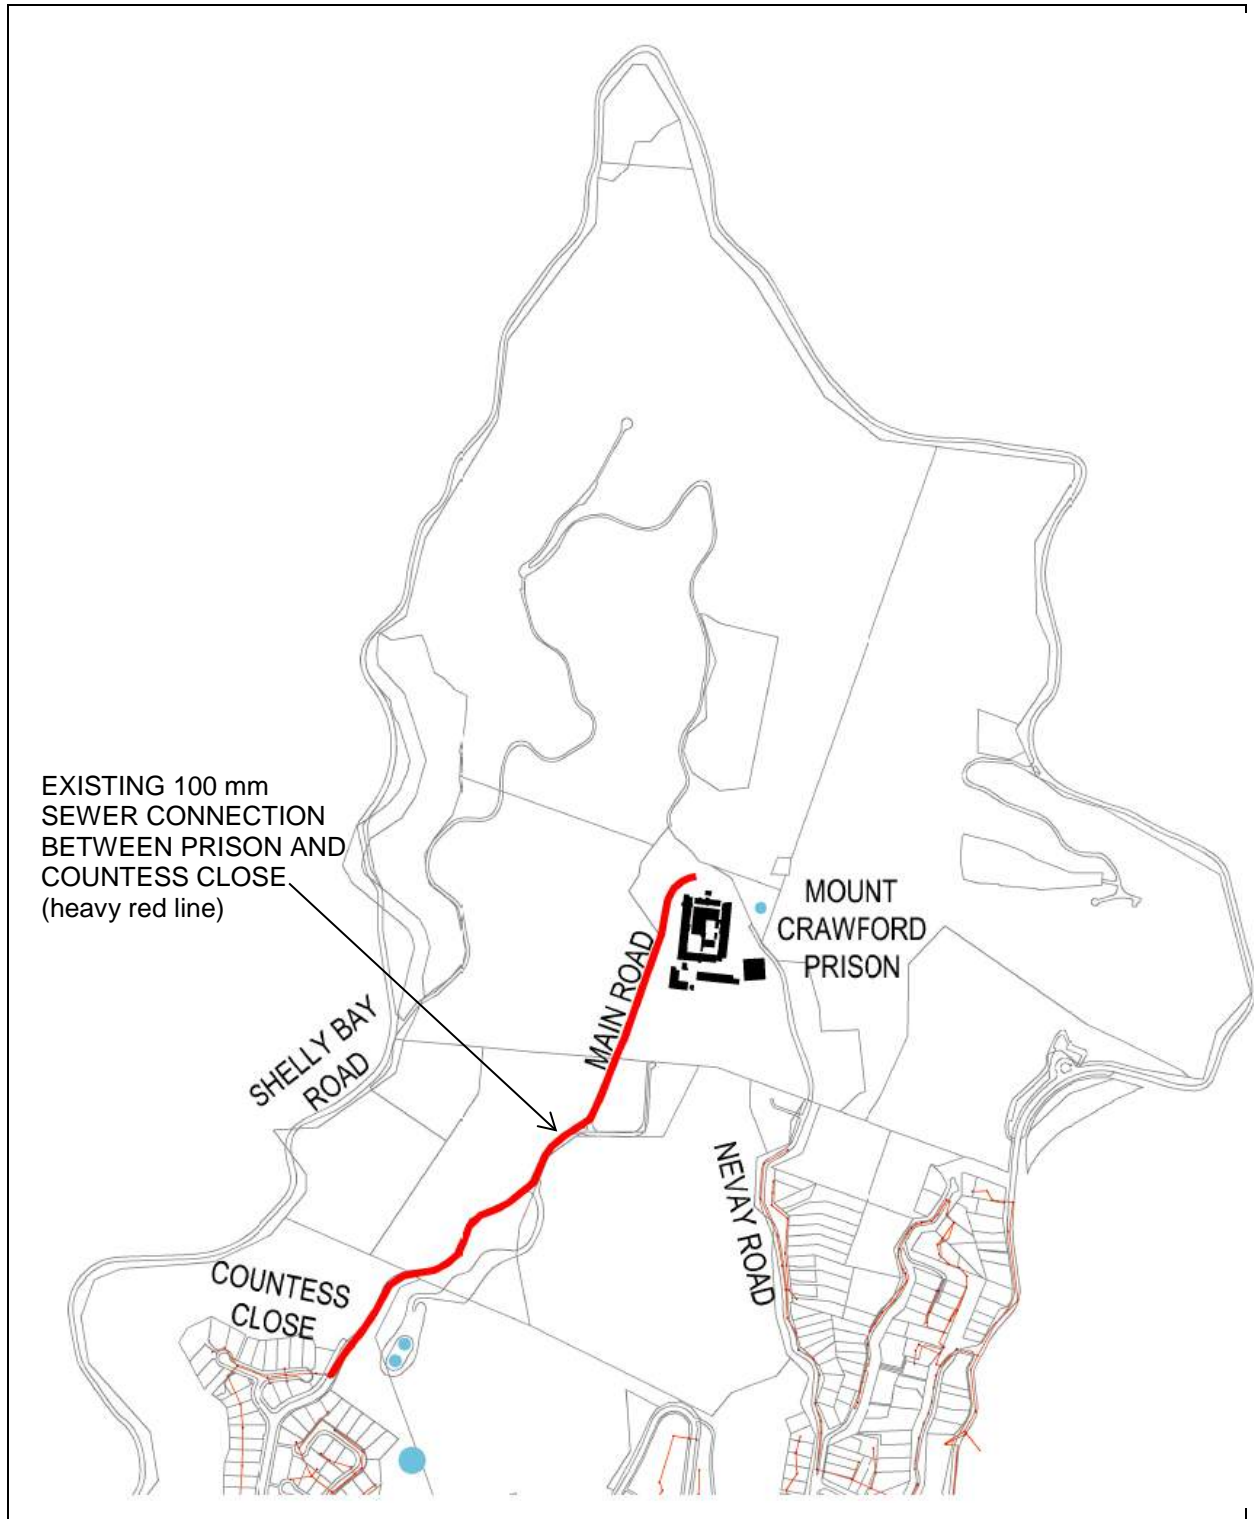 EXISTING 100 mm
SEWER CONNECTION
BETWEEN PRISON AND
COUNTESS CLOSE
(heavy red line)
MOUNT
CRAWFORD
PRISON
MAIN ROAD
SHELLY BAY
ROAD
NEVAY ROAD
COUNTESS
CLOSE